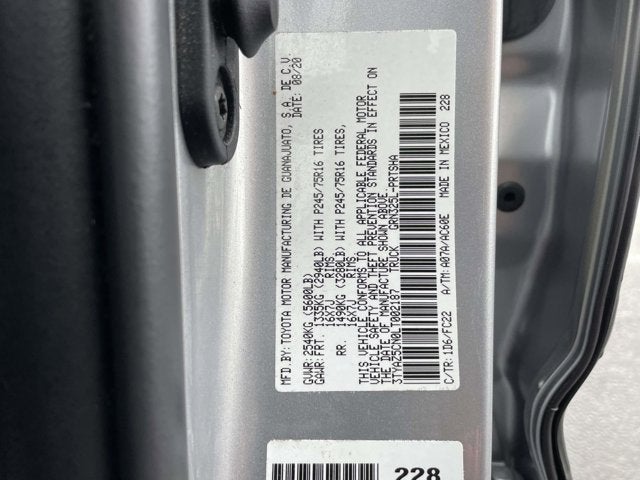 MFD.BY: TOYOTA MOTOR MANUFACTURING DE GUANAJUATO, S.A. DE C.V.
DATE: 08/20
GVWR: 2540KG (5600LB)
GAWR: FRT. 1335KG (2940LB) WITH P245/75R16 TIRES
16X7J RIMS
RR. 1490KG (3280LB) WITH P245/75R16 TIRES,
16X7J RIMS
THIS VEHICLE CONFORMS TO ALL APPLICABLE FEDERAL MOTOR
VEHICLE SAFETY AND THEFT PREVENTION STANDARDS IN EFFECT ON
THE DATE OF MANUFACTURE SHOWN ABOVE.
3TYAZ5CN0LT002187 TRUCK GRN325L-PRTSHA
C/TR: 1D6/FC22 A/TM: A07A/AC60E MADE IN MEXICO 228
228